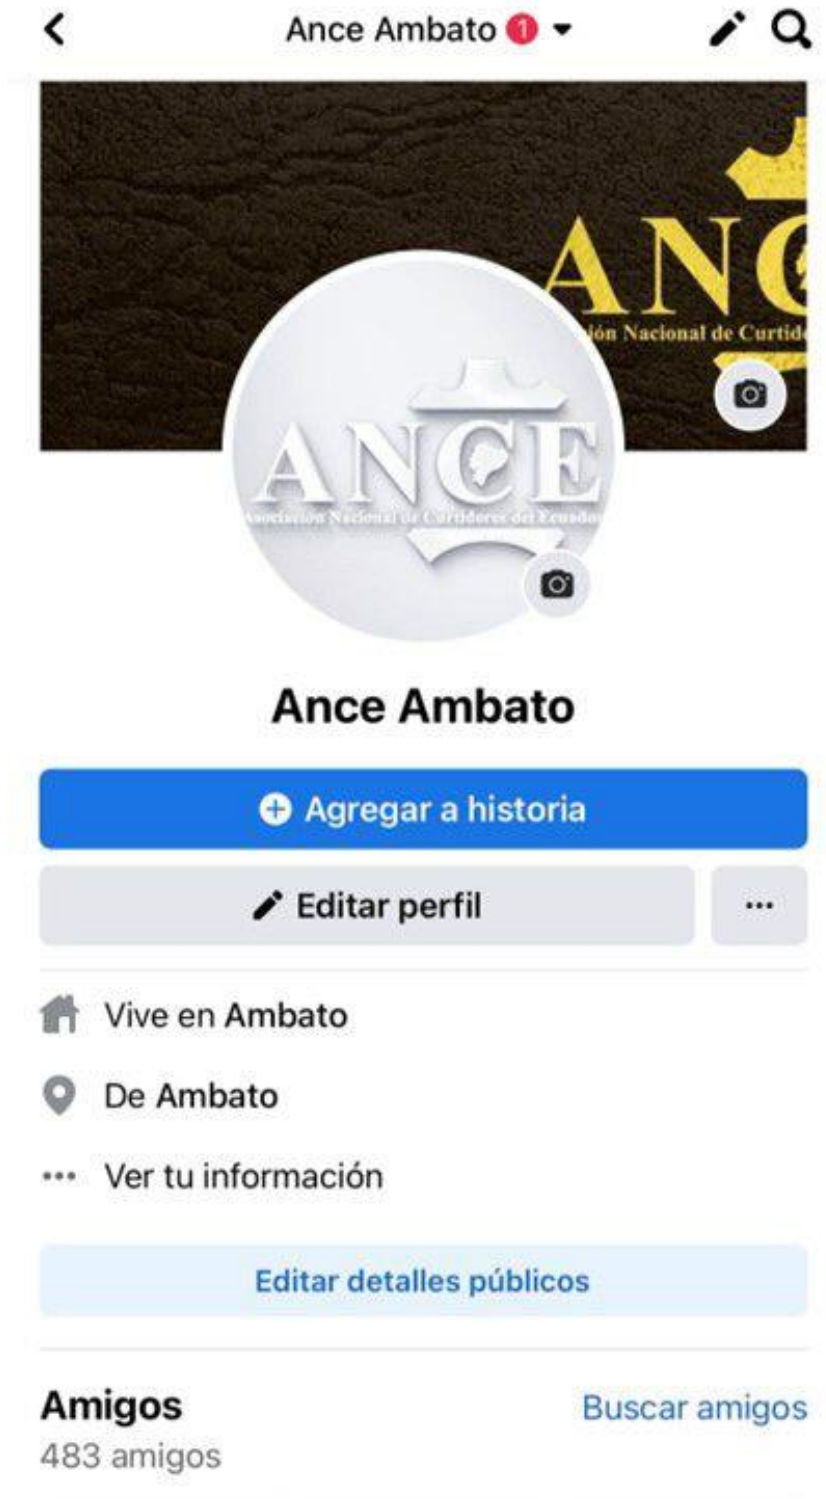 Ance Ambato 1
ANC
ión Nacional de Curtid
ANCE
Asociación Nacional de Curtidores del Ecuador
Ance Ambato
Agregar a historia
Editar perfil
Vive en Ambato
De Ambato
Ver tu información
Editar detalles públicos
Amigos
Buscar amigos
483 amigos